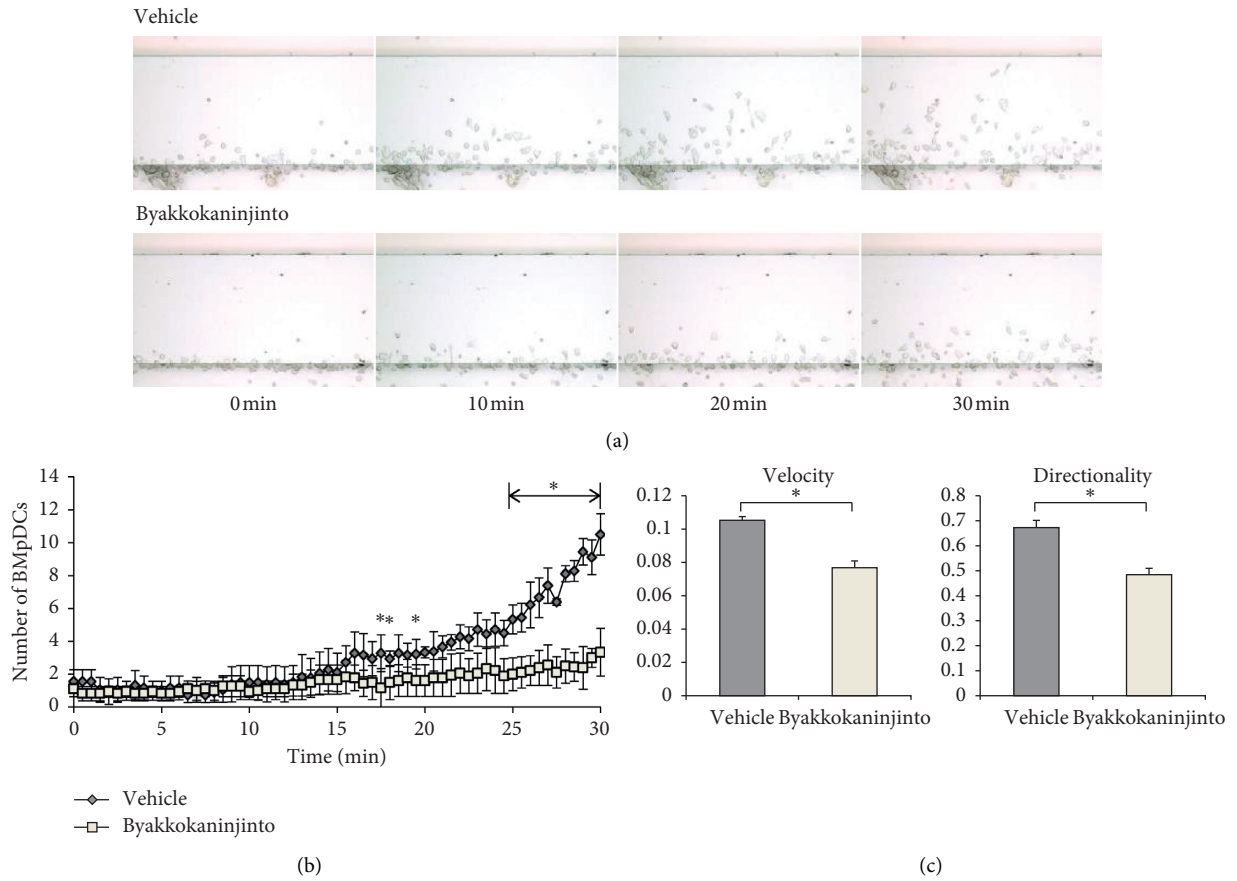 Vehicle
Byakkokaninjinto
0 min 10 min 20 min 30 min
(a)
Number of BMpDCs
14
12
10
8
6
4
2
0
* * *
*
0 5 10 15 20 25 30
Time (min)
Vehicle
Byakkokaninjinto
(b)
Velocity
*
0.12
0.1
0.08
0.06
0.04
0.02
0
Vehicle Byakkokaninjinto
Directionality
*
0.8
0.7
0.6
0.5
0.4
0.3
0.2
0.1
0
Vehicle Byakkokaninjinto
(c)